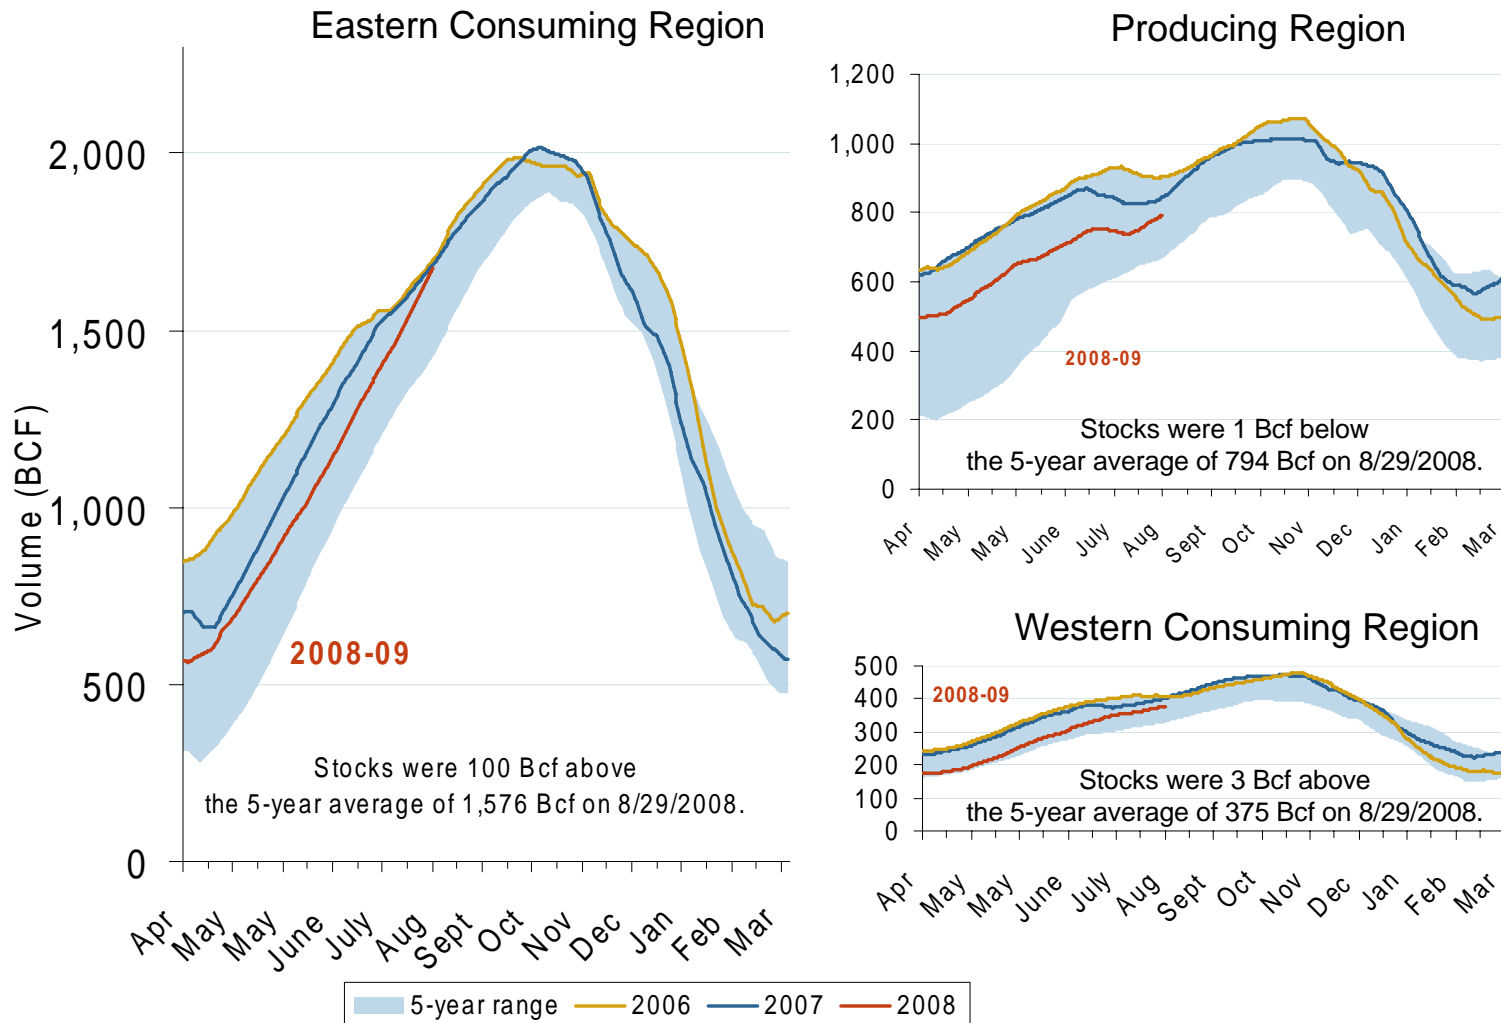 Eastern Consuming Region
Volume (BCF)
2,000
1,500
1,000
500
0
2008-09
Stocks were 100 Bcf above
the 5-year average of 1,576 Bcf on 8/29/2008.
Apr May May June July Aug Sept Oct Nov Dec Jan Feb Mar
Producing Region
1,200
1,000
800
600
400
200
0
2008-09
Stocks were 1 Bcf below
the 5-year average of 794 Bcf on 8/29/2008.
Apr May May June July Aug Sept Oct Nov Dec Jan Feb Mar
Western Consuming Region
500
400
300
200
100
0
2008-09
Stocks were 3 Bcf above
the 5-year average of 375 Bcf on 8/29/2008.
Apr May May June July Aug Sept Oct Nov Dec Jan Feb Mar
5-year range 2006 2007 2008